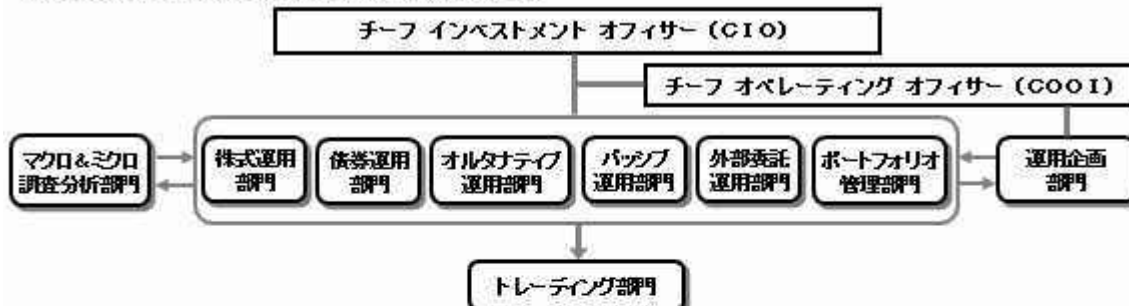 チーフ インベストメント オフィサー (CIO)
チーフ オペレーティング オフィサー (COOI)
マクロ&ミクロ
調査分析部門
株式運用
部門
債券運用
部門
オルタナティブ
運用部門
パッシブ
運用部門
外部委託
運用部門
ポートフォリオ
管理部門
運用企画
部門
トレーディング部門